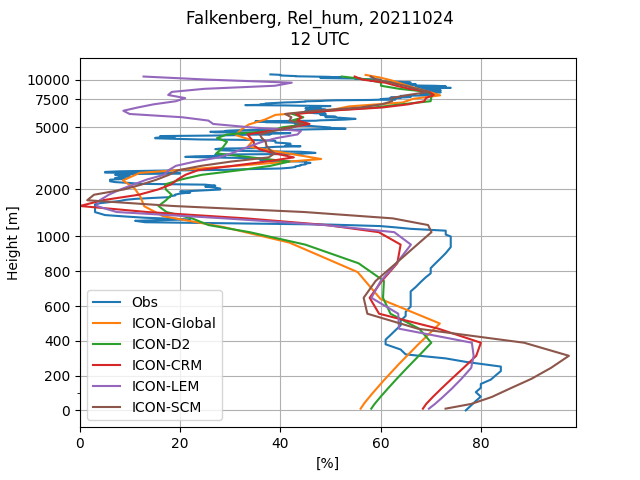 Falkenberg, Rel_hum, 20211024
12 UTC
10000
7500
5000
2000
1000
800
600
400
200
0
Height [m]
Obs
ICON-Global
ICON-D2
ICON-CRM
ICON-LEM
ICON-SCM
0 20 40 60 80
[%]